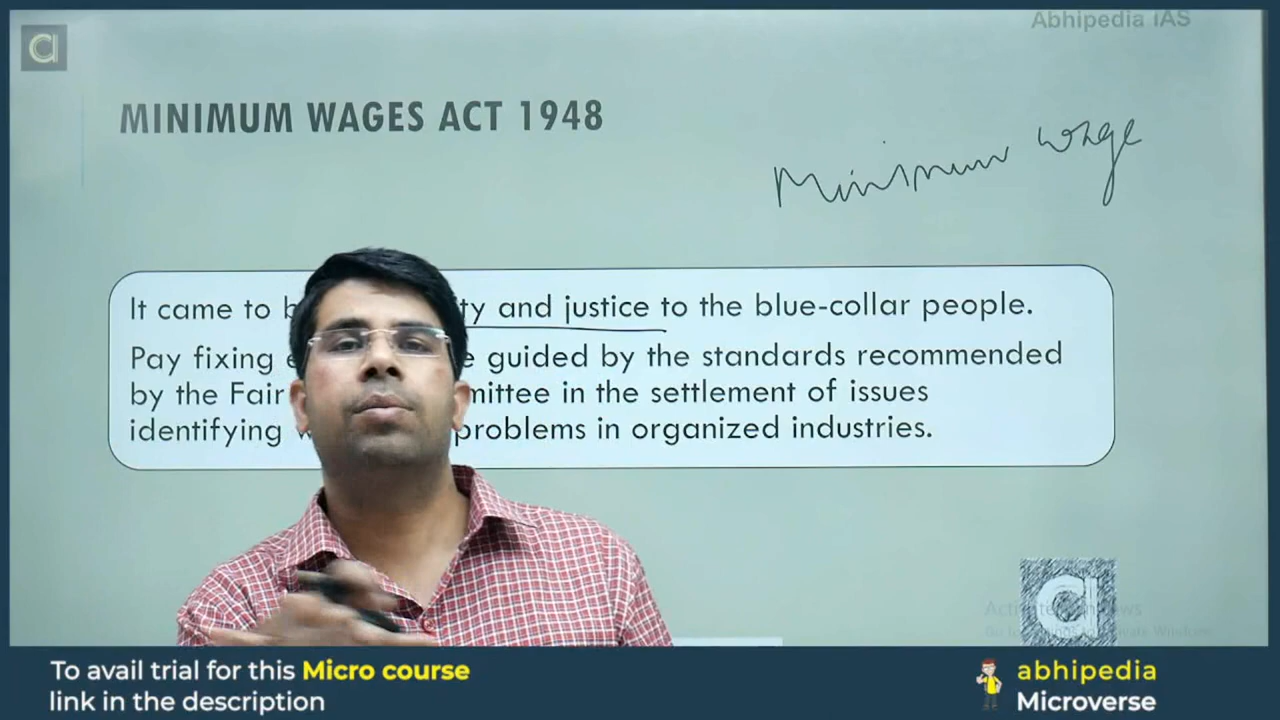 Abhipedia IAS
MINIMUM WAGES ACT 1948
Minimum wage
It came to and justice to the blue-collar people.
Pay fixing guided by the standards recommended
by the Fair in the settlement of issues
identifying problems in organized industries.
To avail trial for this Micro course
link in the description
abhipedia
Microverse